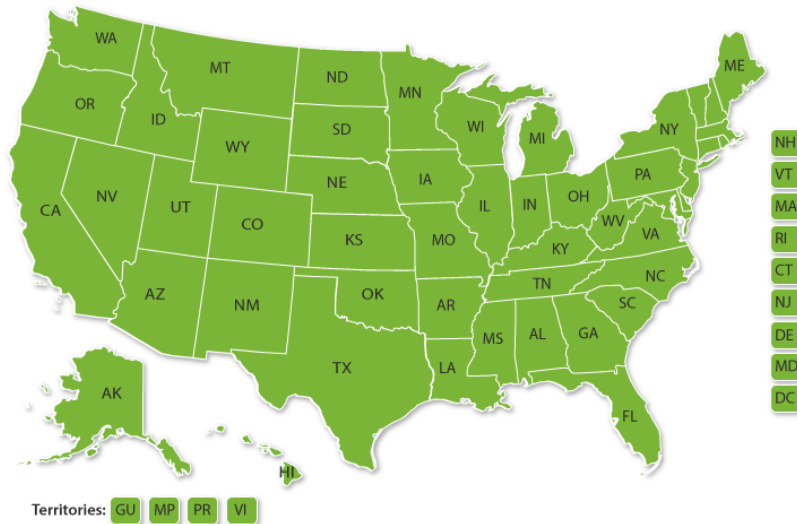 WA
MT
ND
MN
ME
OR
ID
SD
WI
MI
NY
WY
NH
NV
NE
IA
PA
VT
CA
UT
CO
IL
IN
OH
MA
KS
MO
WV
VA
RI
KY
CT
AZ
NM
OK
AR
TN
NC
NJ
SC
MS
AL
GA
DE
TX
LA
MD
AK
DC
FL
HI
Territories: GU MP PR VI